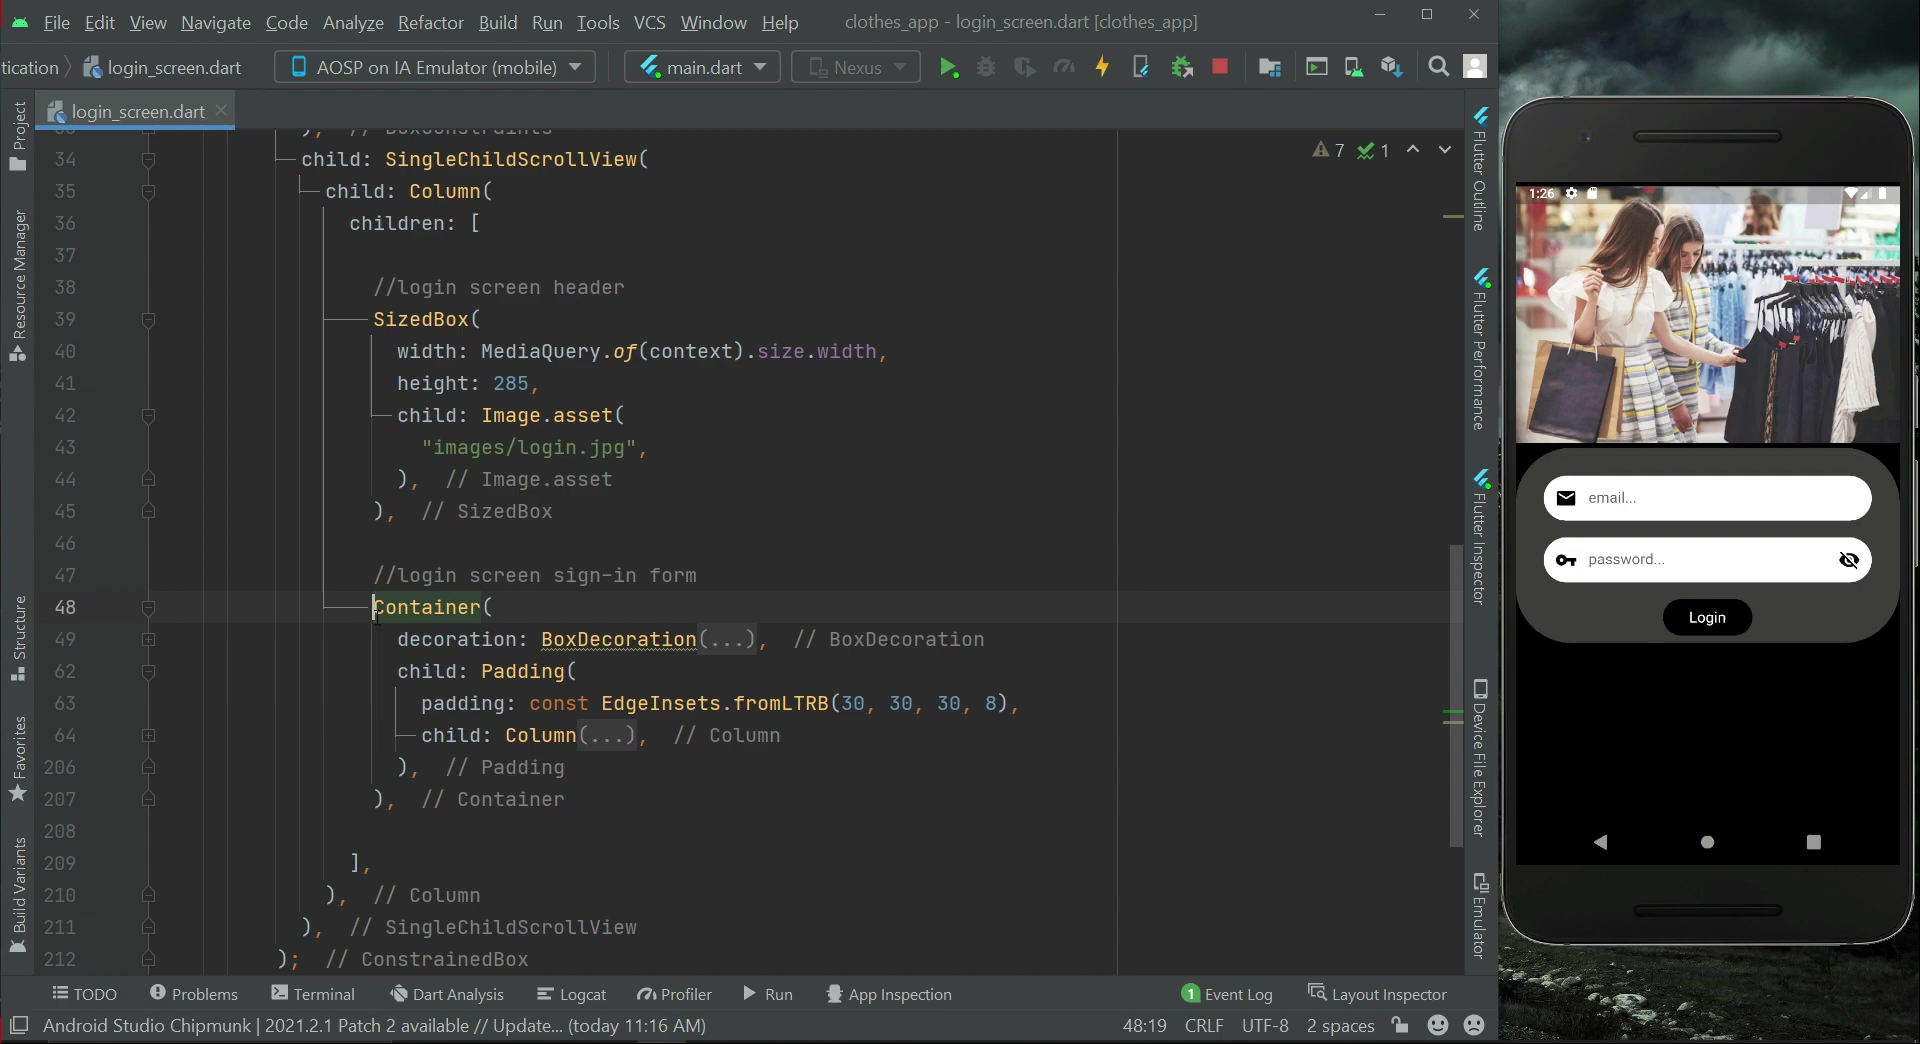 File Edit View Navigate Code Analyze Refactor Build Run Tools VCS Window Help clothes_app - login_screen.dart [clothes_app]
tication login_screen.dart AOSP on IA Emulator (mobile) main.dart Nexus
login_screen.dart
), // BoxConstraints
34 child: SingleChildScrollView(
35 child: Column(
36 children: [
37
38 //login screen header
39 SizedBox(
40 width: MediaQuery.of(context).size.width,
41 height: 285,
42 child: Image.asset(
43 "images/login.jpg",
44 ), // Image.asset
45 ), // SizedBox
46
47 //login screen sign-in form
48 Container(
49 decoration: BoxDecoration(...), // BoxDecoration
62 child: Padding(
63 padding: const EdgeInsets.fromLTRB(30, 30, 30, 8),
64 child: Column(...), // Column
206 ), // Padding
207 ), // Container
208
209 ],
210 ), // Column
211 ), // SingleChildScrollView
212 ); // ConstrainedBox
7 1
Project
Resource Manager
Structure
Favorites
Build Variants
Flutter Outline
Flutter Performance
Flutter Inspector
Device File Explorer
Emulator
TODO Problems Terminal Dart Analysis Logcat Profiler Run App Inspection 1 Event Log Layout Inspector
Android Studio Chipmunk | 2021.2.1 Patch 2 available // Update... (today 11:16 AM) 48:19 CRLF UTF-8 2 spaces
1:26
email...
password...
Login